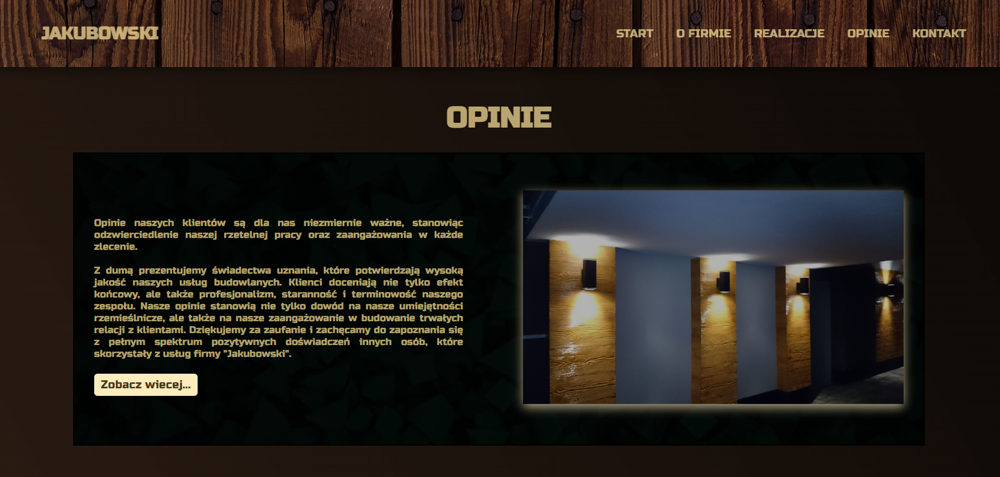 JAKUBOWSKI
START O FIRMIE REALIZACJE OPINIE KONTAKT
OPINIE
Opinie naszych klientów są dla nas niezmiernie ważne, stanowiąc
odzwierciedlenie naszej rzetelnej pracy oraz zaangażowania w każde
zlecenie.
Z dumą prezentujemy świadectwa uznania, które potwierdzają wysoką
jakość naszych usług budowlanych. Klienci doceniają nie tylko efekt
końcowy, ale także profesjonalizm, staranność i terminowość naszego
zespołu. Nasze opinie stanowią nie tylko dowód na nasze umiejętności
rzemieślnicze, ale także na nasze zaangażowanie w budowanie trwałych
relacji z klientami. Dziękujemy za zaufanie i zachęcamy do zapoznania się
z pełnym spektrum pozytywnych doświadczeń innych osób, które
skorzystały z usług firmy "Jakubowski".
Zobacz wiecej...